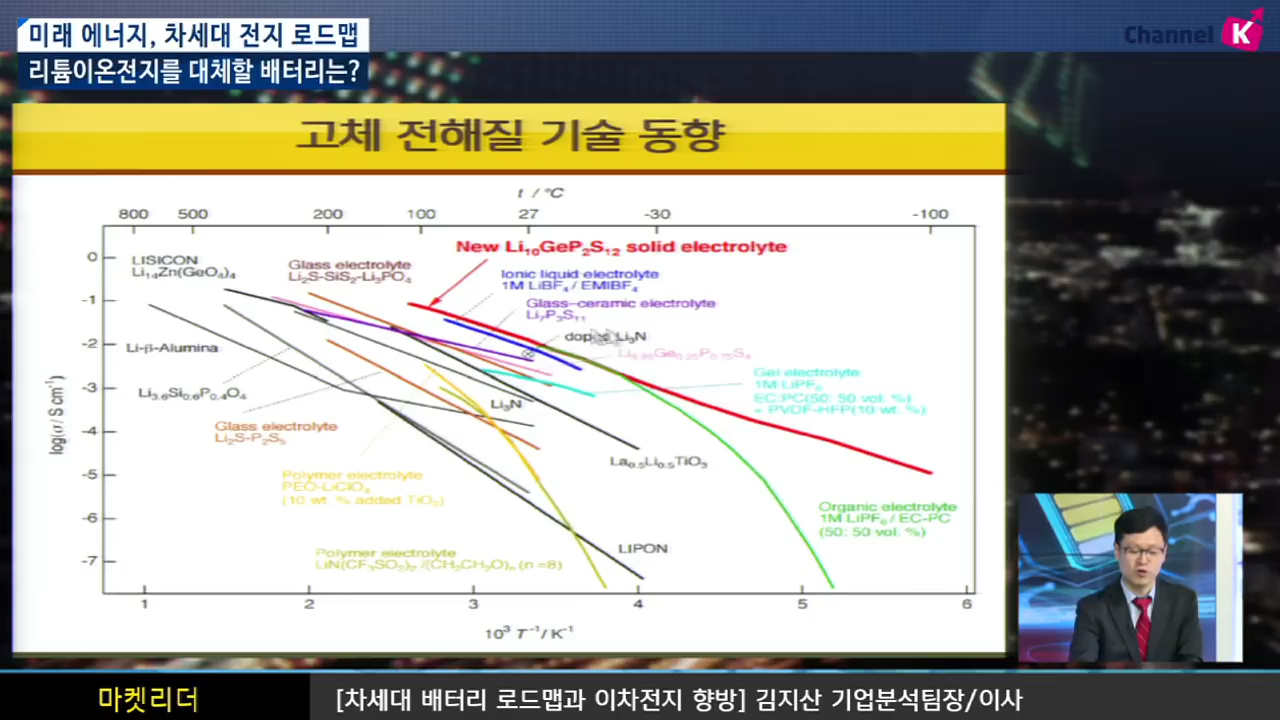 미래 에너지, 차세대 전지 로드맵
리튬이온전지를 대체할 배터리는?
Channel K
고체 전해질 기술 동향
t / °C
800 500 200 100 27 -30 -100
New Li₁₀GeP₂S₁₂ solid electrolyte
LISICON
Li₁₄Zn(GeO₄)₄
Glass electrolyte
Li₂S-SiS₂-Li₃PO₄
Ionic liquid electrolyte
1M LiBF₄ / EMIBF₄
Glass–ceramic electrolyte
Li₇P₃S₁₁
doped Li₃N
Li-β-Alumina
Gel electrolyte
1M LiPF₆
EC:PC(50: 50 vol. %)
+ PVDF-HFP(10 wt. %)
Li₃.₆Si₀.₆P₀.₄O₄
Li₃N
Glass electrolyte
Li₂S-P₂S₅
La₀.₅Li₀.₅TiO₃
Polymer electrolyte
PEO-LiClO₄
(10 wt. % added TiO₂)
Organic electrolyte
1M LiPF₆ / EC-PC
(50: 50 vol. %)
LIPON
Polymer electrolyte
LiN(CF₃SO₂)₂ /(CH₂CH₂O)ₙ (n =8)
log(σ / S cm⁻¹)
0
-1
-2
-3
-4
-5
-6
-7
1 2 3 4 5 6
10³ T⁻¹/ K⁻¹
마켓리더
[차세대 배터리 로드맵과 이차전지 향방] 김지산 기업분석팀장/이사